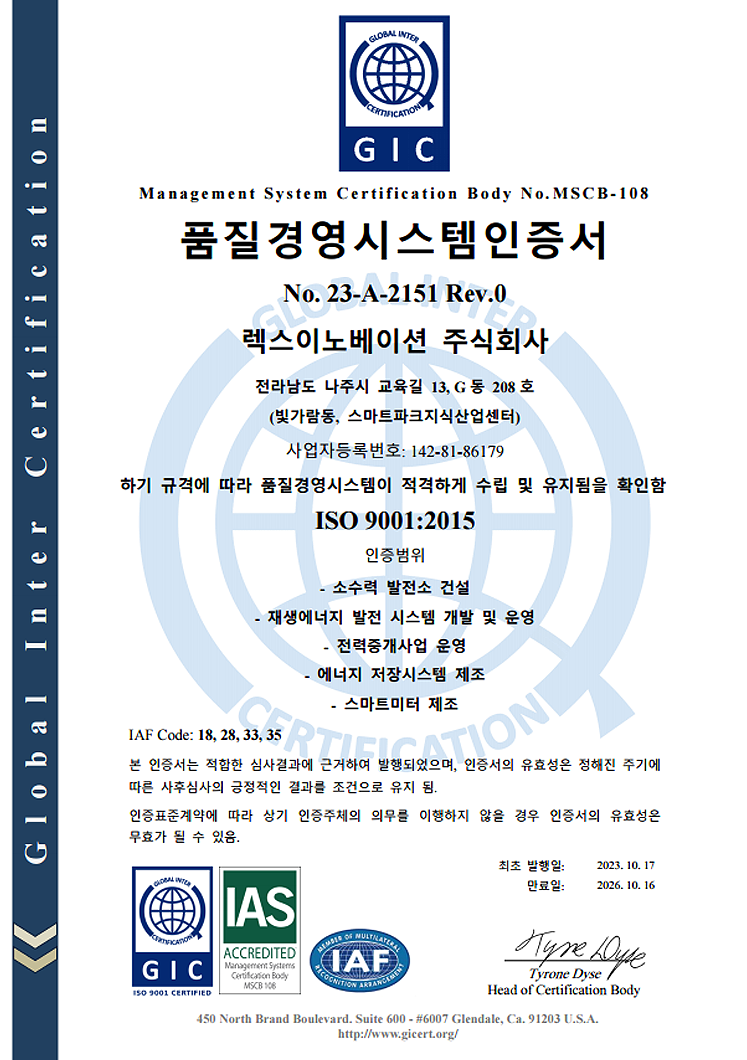 GLOBAL INTER
CERTIFICATION
GIC
Management System Certification Body No.MSCB-108
품질경영시스템인증서
No. 23-A-2151 Rev.0
GLOBAL INTER
렉스이노베이션 주식회사
전라남도 나주시 교육길 13, G 동 208 호
(빛가람동, 스마트파크지식산업센터)
사업자등록번호: 142-81-86179
하기 규격에 따라 품질경영시스템이 적격하게 수립 및 유지됨을 확인함
ISO 9001:2015
인증범위
- 소수력 발전소 건설
- 재생에너지 발전 시스템 개발 및 운영
- 전력중개사업 운영
- 에너지 저장시스템 제조
- 스마트미터 제조
CERTIFICATION
IAF Code: 18, 28, 33, 35
본 인증서는 적합한 심사결과에 근거하여 발행되었으며, 인증서의 유효성은 정해진 주기에
따른 사후심사의 긍정적인 결과를 조건으로 유지 됨.
인증표준계약에 따라 상기 인증주체의 의무를 이행하지 않을 경우 인증서의 유효성은
무효가 될 수 있음.
최초 발행일: 2023. 10. 17
만료일: 2026. 10. 16
GLOBAL INTER
CERTIFICATION
GIC
ISO 9001 CERTIFIED
IAS
ACCREDITED
Management Systems
Certification Body
MSCB 108
MEMBER OF MULTILATERAL
IAF
RECOGNITION ARRANGEMENT
Tyrone Dyse
Tyrone Dyse
Head of Certification Body
450 North Brand Boulevard. Suite 600 - #6007 Glendale, Ca. 91203 U.S.A.
http://www.gicert.org/
Global Inter Certification